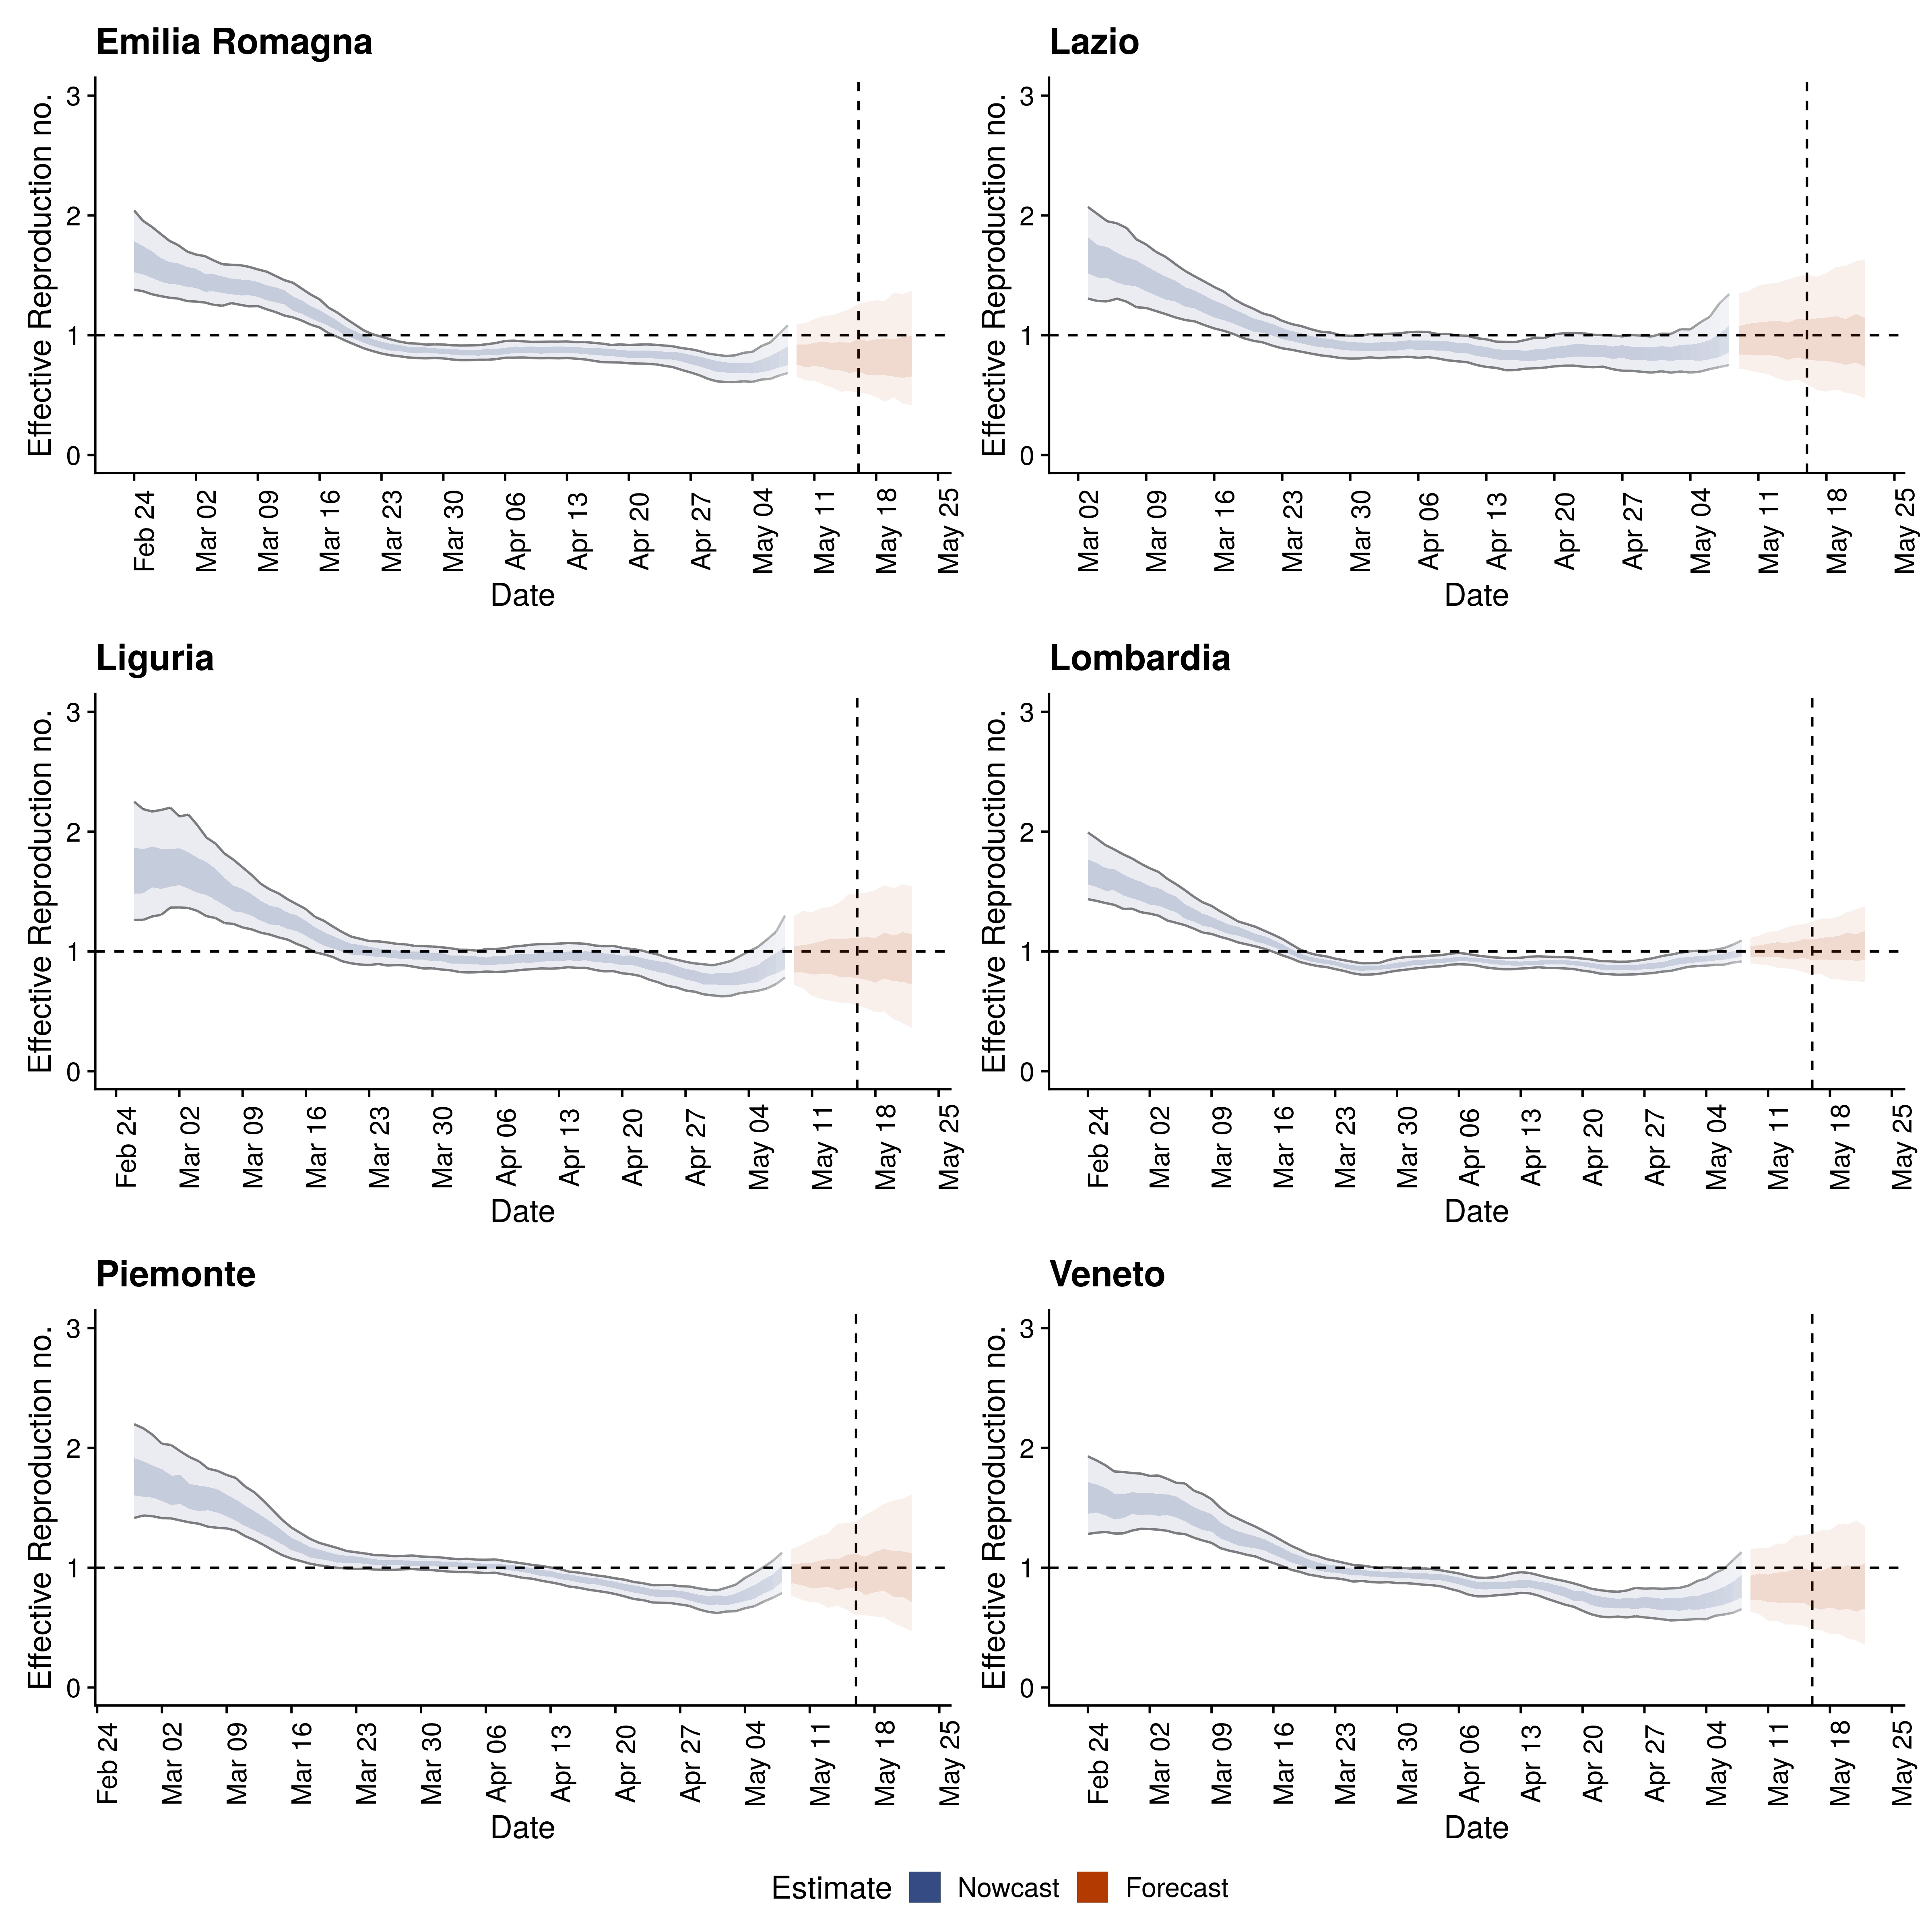 Emilia Romagna
Effective Reproduction no.
3
2
1
0
Feb 24 Mar 02 Mar 09 Mar 16 Mar 23 Mar 30 Apr 06 Apr 13 Apr 20 Apr 27 May 04 May 11 May 18 May 25
Date
Lazio
Effective Reproduction no.
3
2
1
0
Mar 02 Mar 09 Mar 16 Mar 23 Mar 30 Apr 06 Apr 13 Apr 20 Apr 27 May 04 May 11 May 18 May 25
Date
Liguria
Effective Reproduction no.
3
2
1
0
Feb 24 Mar 02 Mar 09 Mar 16 Mar 23 Mar 30 Apr 06 Apr 13 Apr 20 Apr 27 May 04 May 11 May 18 May 25
Date
Lombardia
Effective Reproduction no.
3
2
1
0
Feb 24 Mar 02 Mar 09 Mar 16 Mar 23 Mar 30 Apr 06 Apr 13 Apr 20 Apr 27 May 04 May 11 May 18 May 25
Date
Piemonte
Effective Reproduction no.
3
2
1
0
Feb 24 Mar 02 Mar 09 Mar 16 Mar 23 Mar 30 Apr 06 Apr 13 Apr 20 Apr 27 May 04 May 11 May 18 May 25
Date
Veneto
Effective Reproduction no.
3
2
1
0
Feb 24 Mar 02 Mar 09 Mar 16 Mar 23 Mar 30 Apr 06 Apr 13 Apr 20 Apr 27 May 04 May 11 May 18 May 25
Date
Estimate Nowcast Forecast